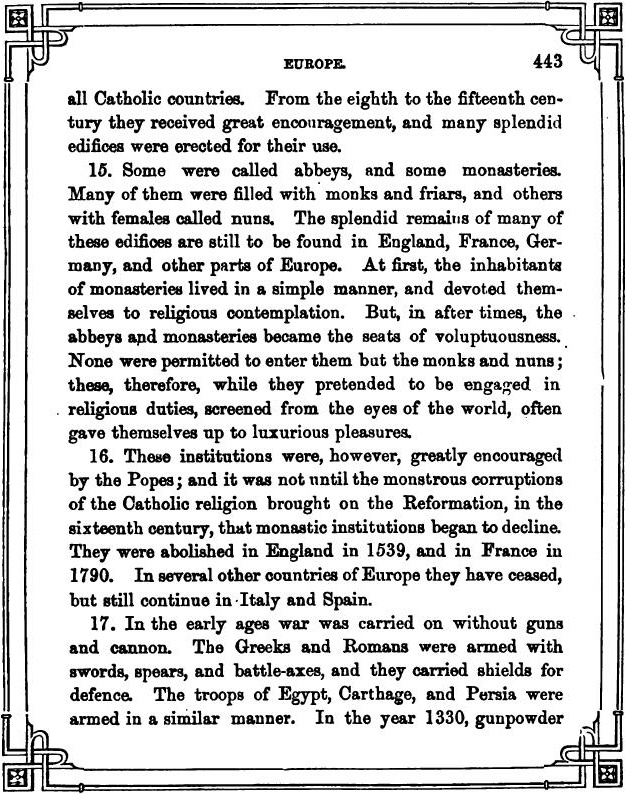 EUROPE. 443
all Catholic countries. From the eighth to the fifteenth cen-
tury they received great encouragement, and many splendid
edifices were erected for their use.
15. Some were called abbeys, and some monasteries.
Many of them were filled with monks and friars, and others
with females called nuns. The splendid remains of many of
these edifices are still to be found in England, France, Ger-
many, and other parts of Europe. At first, the inhabitants
of monasteries lived in a simple manner, and devoted them-
selves to religious contemplation. But, in after times, the
abbeys and monasteries became the seats of voluptuousness.
None were permitted to enter them but the monks and nuns;
these, therefore, while they pretended to be engaged in
religious duties, screened from the eyes of the world, often
gave themselves up to luxurious pleasures.
16. These institutions were, however, greatly encouraged
by the Popes; and it was not until the monstrous corruptions
of the Catholic religion brought on the Reformation, in the
sixteenth century, that monastic institutions began to decline.
They were abolished in England in 1539, and in France in
1790. In several other countries of Europe they have ceased,
but still continue in Italy and Spain.
17. In the early ages war was carried on without guns
and cannon. The Greeks and Romans were armed with
swords, spears, and battle-axes, and they carried shields for
defence. The troops of Egypt, Carthage, and Persia were
armed in a similar manner. In the year 1330, gunpowder